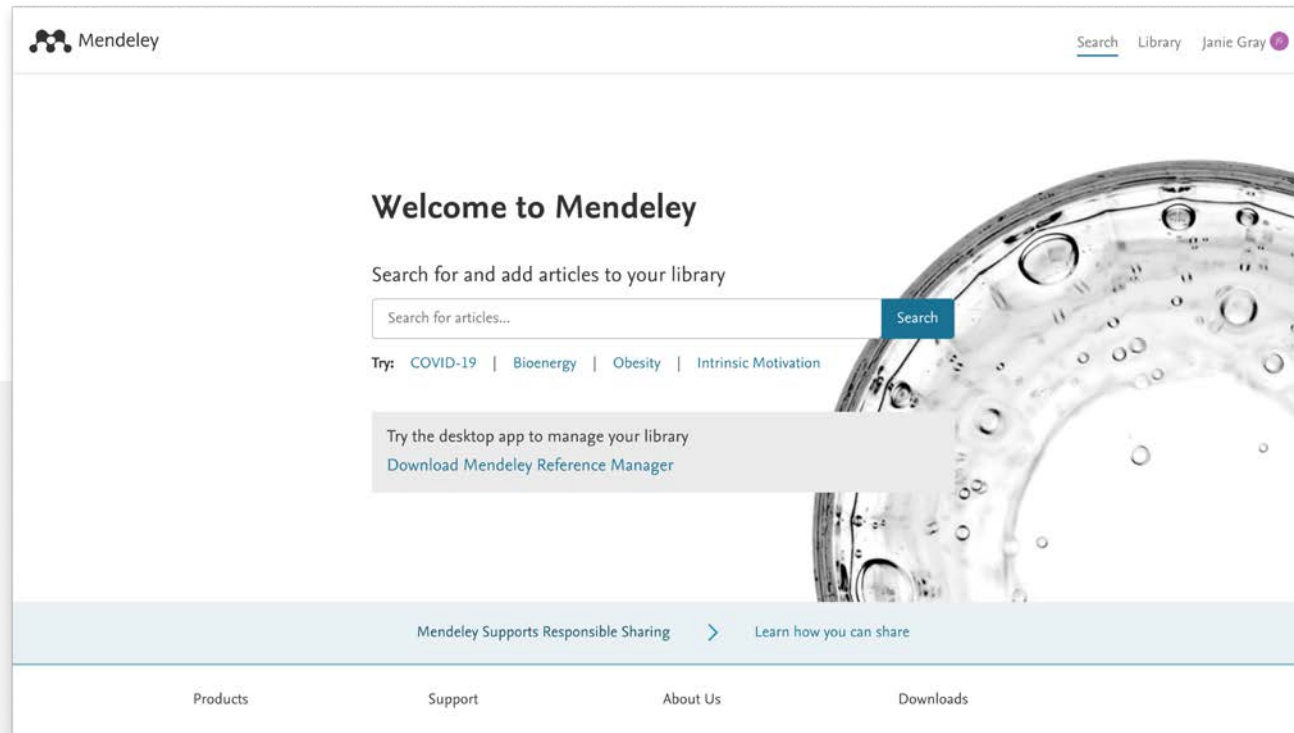 Mendeley
Search Library Janie Gray
Welcome to Mendeley
Search for and add articles to your library
Search for articles... Search
Try: COVID-19 | Bioenergy | Obesity | Intrinsic Motivation
Try the desktop app to manage your library
Download Mendeley Reference Manager
Mendeley Supports Responsible Sharing Learn how you can share
Products Support About Us Downloads